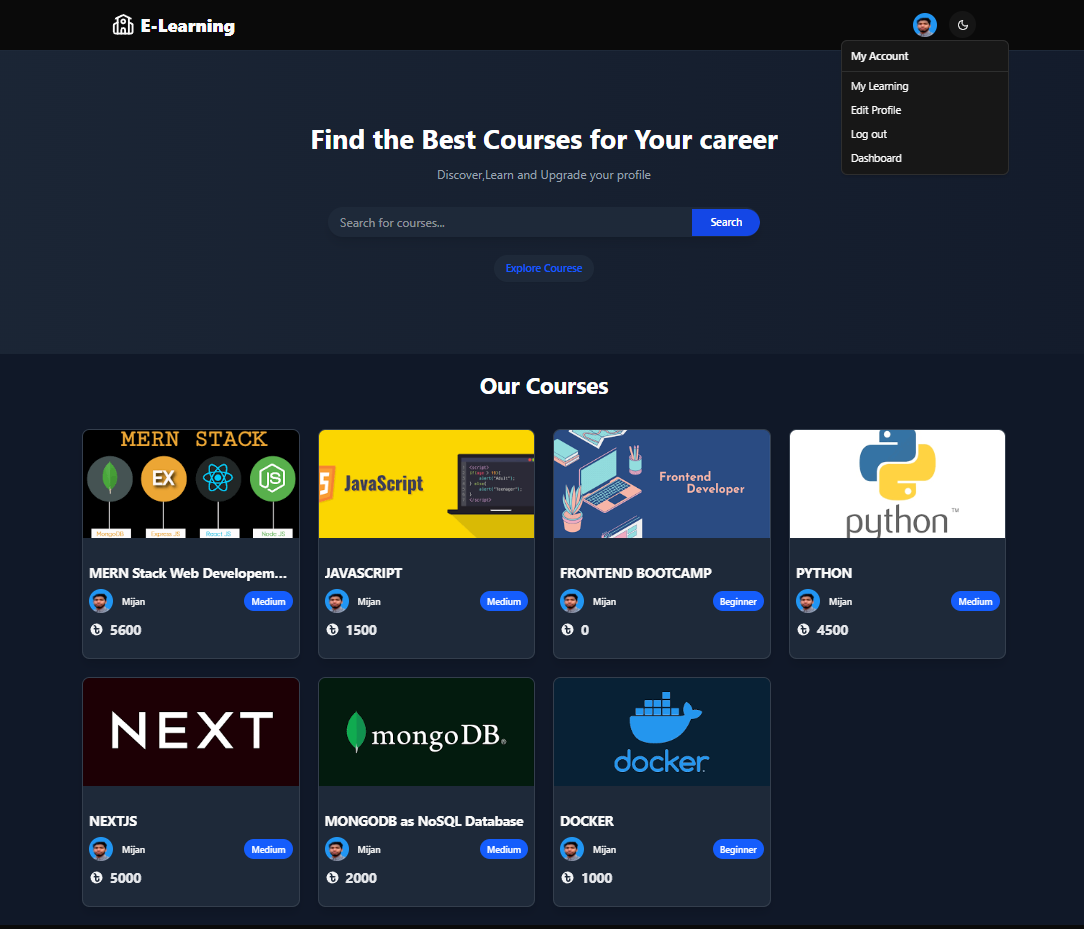 E-Learning
My Account
My Learning
Edit Profile
Log out
Dashboard
Find the Best Courses for Your career
Discover,Learn and Upgrade your profile
Search for courses...
Search
Explore Courese
Our Courses
MERN STACK
EX
JS
MongoDB
Express JS
React JS
Node JS
MERN Stack Web Developem...
Mijan
Medium
৳ 5600
JavaScript
JAVASCRIPT
Mijan
Medium
৳ 1500
Frontend
Developer
FRONTEND BOOTCAMP
Mijan
Beginner
৳ 0
python™
PYTHON
Mijan
Medium
৳ 4500
NEXT
NEXTJS
Mijan
Medium
৳ 5000
mongoDB®
MONGODB as NoSQL Database
Mijan
Medium
৳ 2000
docker
DOCKER
Mijan
Beginner
৳ 1000